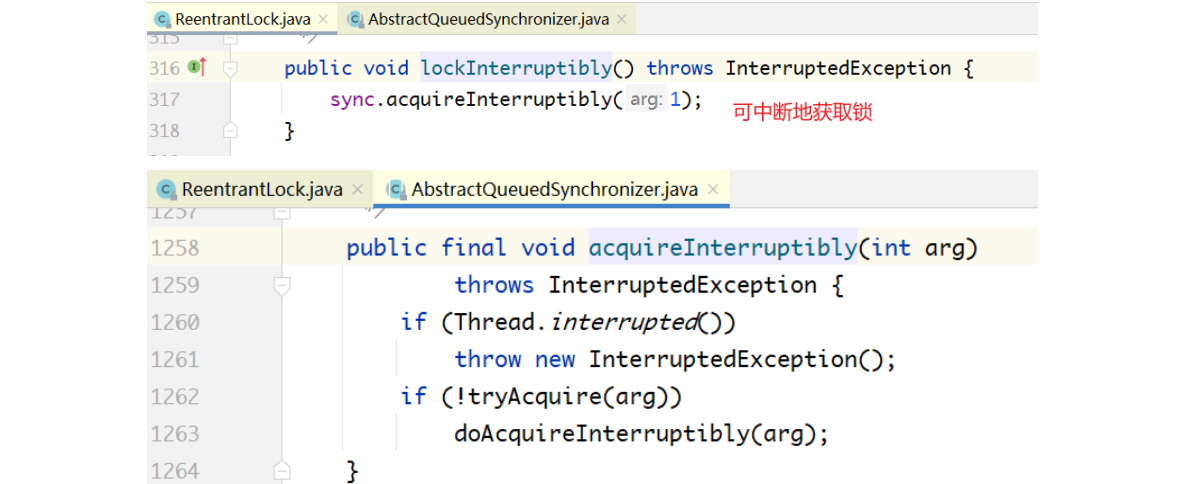 ReentrantLock.java × AbstractQueuedSynchronizer.java ×
315 */
316 public void lockInterruptibly() throws InterruptedException {
317 sync.acquireInterruptibly( arg: 1);
可中断地获取锁
318 }
ReentrantLock.java × AbstractQueuedSynchronizer.java ×
1257 */
1258 public final void acquireInterruptibly(int arg)
1259 throws InterruptedException {
1260 if (Thread.interrupted())
1261 throw new InterruptedException();
1262 if (!tryAcquire(arg))
1263 doAcquireInterruptibly(arg);
1264 }